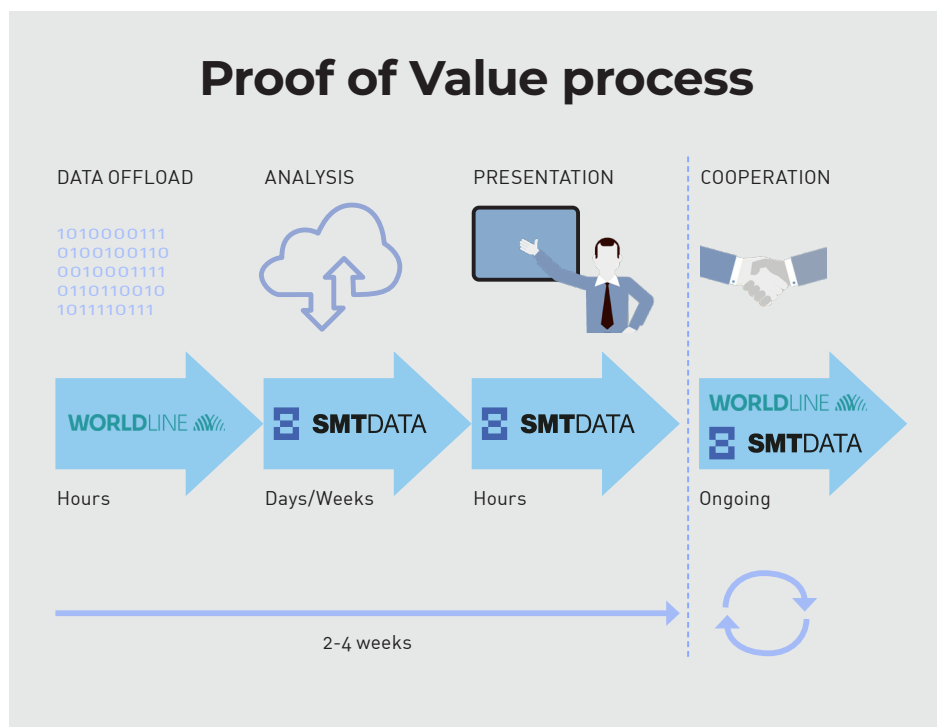 Proof of Value process
DATA OFFLOAD
ANALYSIS
PRESENTATION
COOPERATION
1010000111
0100100110
0010001111
0110110010
1011110111
WORLDLINE
SMTDATA
SMTDATA
WORLDLINE
SMTDATA
Hours
Days/Weeks
Hours
Ongoing
2-4 weeks